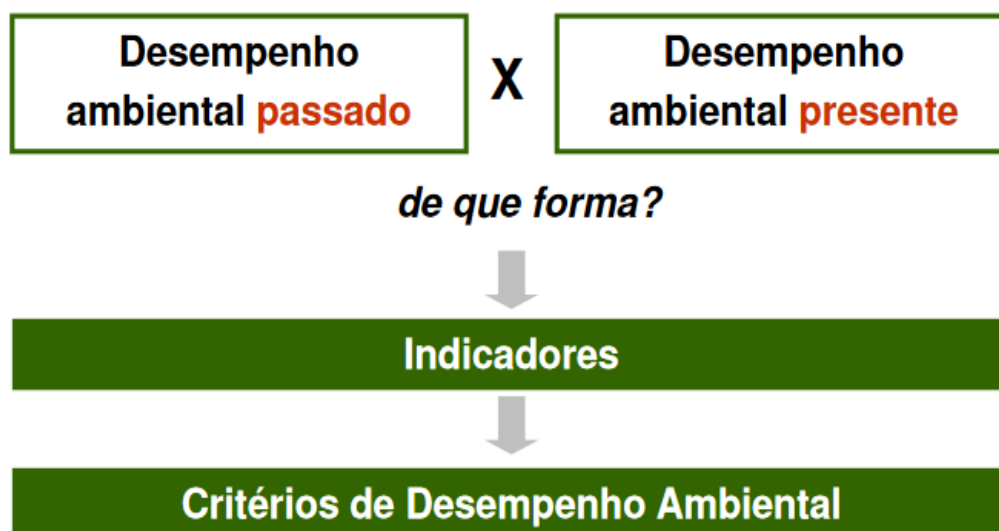 Desempenho
ambiental passado
X
Desempenho
ambiental presente
de que forma?
Indicadores
Critérios de Desempenho Ambiental